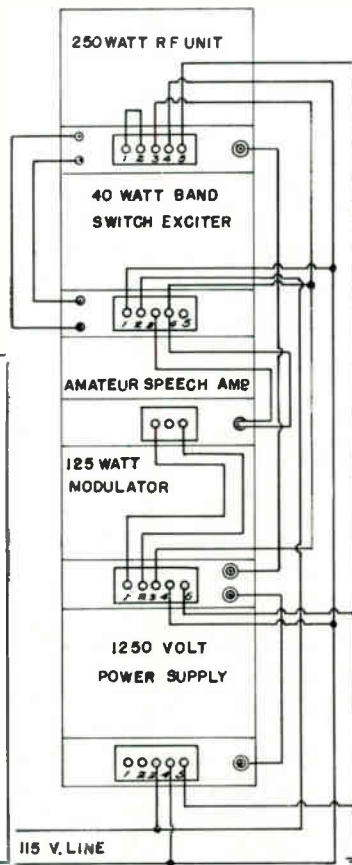 250 WATT RF UNIT
1 2 3 4 5
40 WATT BAND
SWITCH EXCITER
1 2 3 4 5
AMATEUR SPEECH AMP.
125 WATT
MODULATOR
1 2 3 4 5
1250 VOLT
POWER SUPPLY
1 2 3 4 5
115 V. LINE